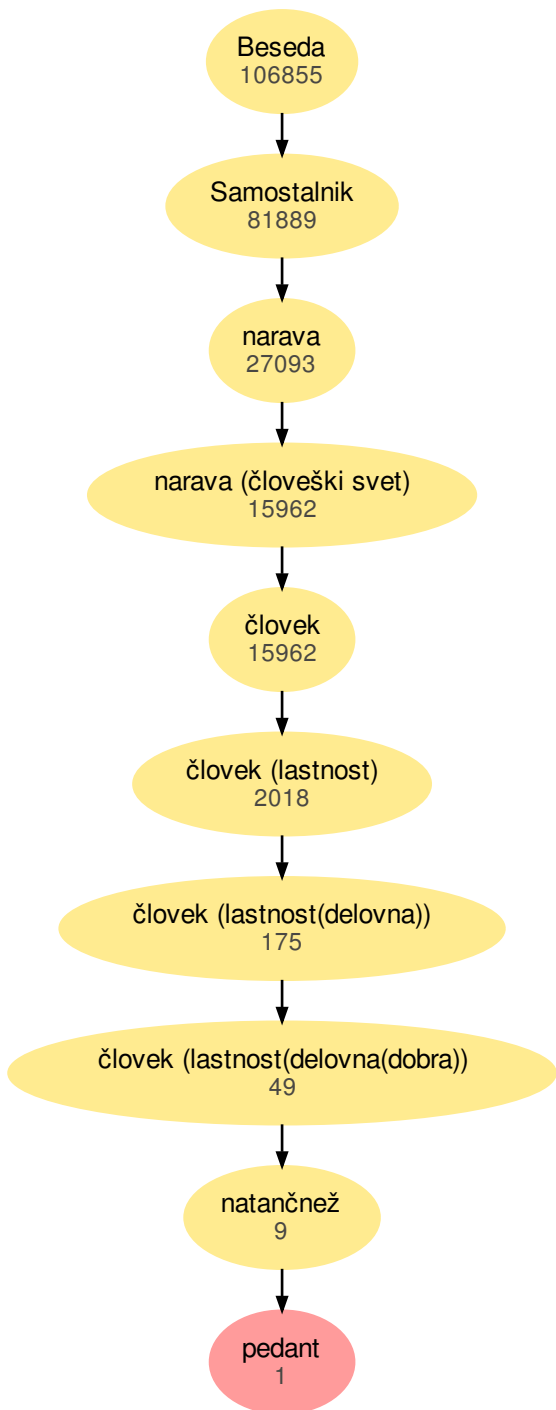 Beseda
106855
Samostalnik
81889
narava
27093
narava (človeški svet)
15962
človek
15962
človek (lastnost)
2018
človek (lastnost(delovna))
175
človek (lastnost(delovna(dobra))
49
natančnež
9
pedant
1